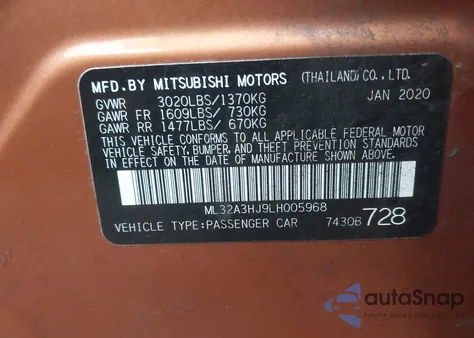 MFD.BY MITSUBISHI MOTORS (THAILAND) CO., LTD.
GVWR 3020LBS/1370KG JAN 2020
GAWR FR 1609LBS/ 730KG
GAWR RR 1477LBS/ 670KG
THIS VEHICLE CONFORMS TO ALL APPLICABLE FEDERAL MOTOR
VEHICLE SAFETY, BUMPER, AND THEFT PREVENTION STANDARDS
IN EFFECT ON THE DATE OF MANUFACTURE SHOWN ABOVE.
ML32A3HJ9LH005968
VEHICLE TYPE:PASSENGER CAR 7430B 728
autoSnap